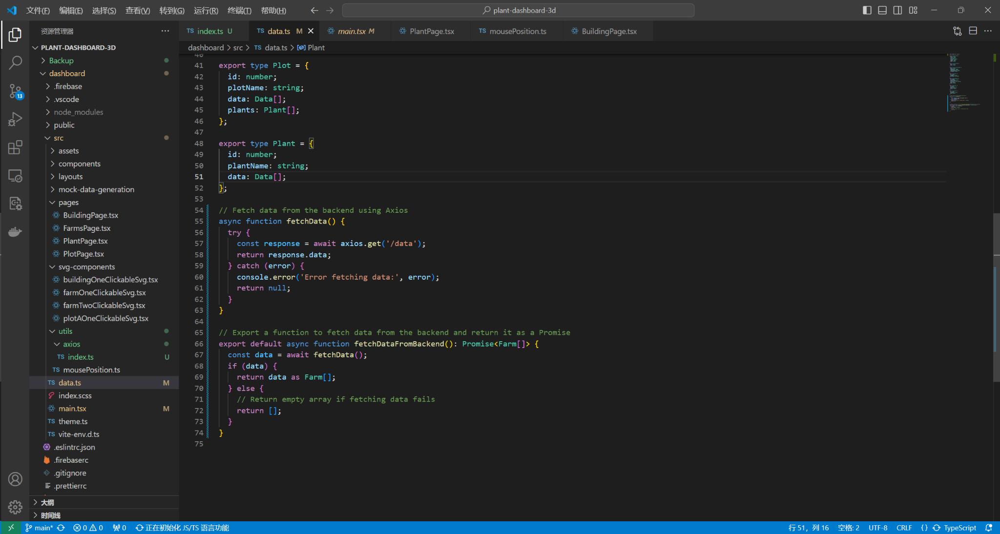 文件(F) 编辑(E) 选择(S) 查看(V) 转到(G) 运行(R) 终端(T) 帮助(H) plant-dashboard-3d
资源管理器
TS index.ts U TS data.ts M main.tsx M PlantPage.tsx TS mousePosition.ts BuildingPage.tsx
dashboard > src > TS data.ts > Plant
PLANT-DASHBOARD-3D
Backup
dashboard
.firebase
.vscode
node_modules
public
src
assets
components
layouts
mock-data-generation
pages
BuildingPage.tsx
FarmsPage.tsx
PlantPage.tsx
PlotPage.tsx
svg-components
buildingOneClickableSvg.tsx
farmOneClickableSvg.tsx
farmTwoClickableSvg.tsx
plotAOneClickableSvg.tsx
utils
axios
TS index.ts U
TS mousePosition.ts
TS data.ts M
index.scss
main.tsx M
TS theme.ts
TS vite-env.d.ts
.eslintrc.json
.firebaserc
.gitignore
.prettierrc
大纲
时间线
13
40
41 export type Plot = {
42 id: number;
43 plotName: string;
44 data: Data[];
45 plants: Plant[];
46 };
47
48 export type Plant = {
49 id: number;
50 plantName: string;
51 data: Data[];
52 };
53
54 // Fetch data from the backend using Axios
55 async function fetchData() {
56 try {
57 const response = await axios.get('/data');
58 return response.data;
59 } catch (error) {
60 console.error('Error fetching data:', error);
61 return null;
62 }
63 }
64
65 // Export a function to fetch data from the backend and return it as a Promise
66 export default async function fetchDataFromBackend(): Promise<Farm[]> {
67 const data = await fetchData();
68 if (data) {
69 return data as Farm[];
70 } else {
71 // Return empty array if fetching data fails
72 return [];
73 }
74 }
75
main* 0 0 0 正在初始化 JS/TS 语言功能 行 51，列 16 空格: 2 UTF-8 CRLF {} TypeScript